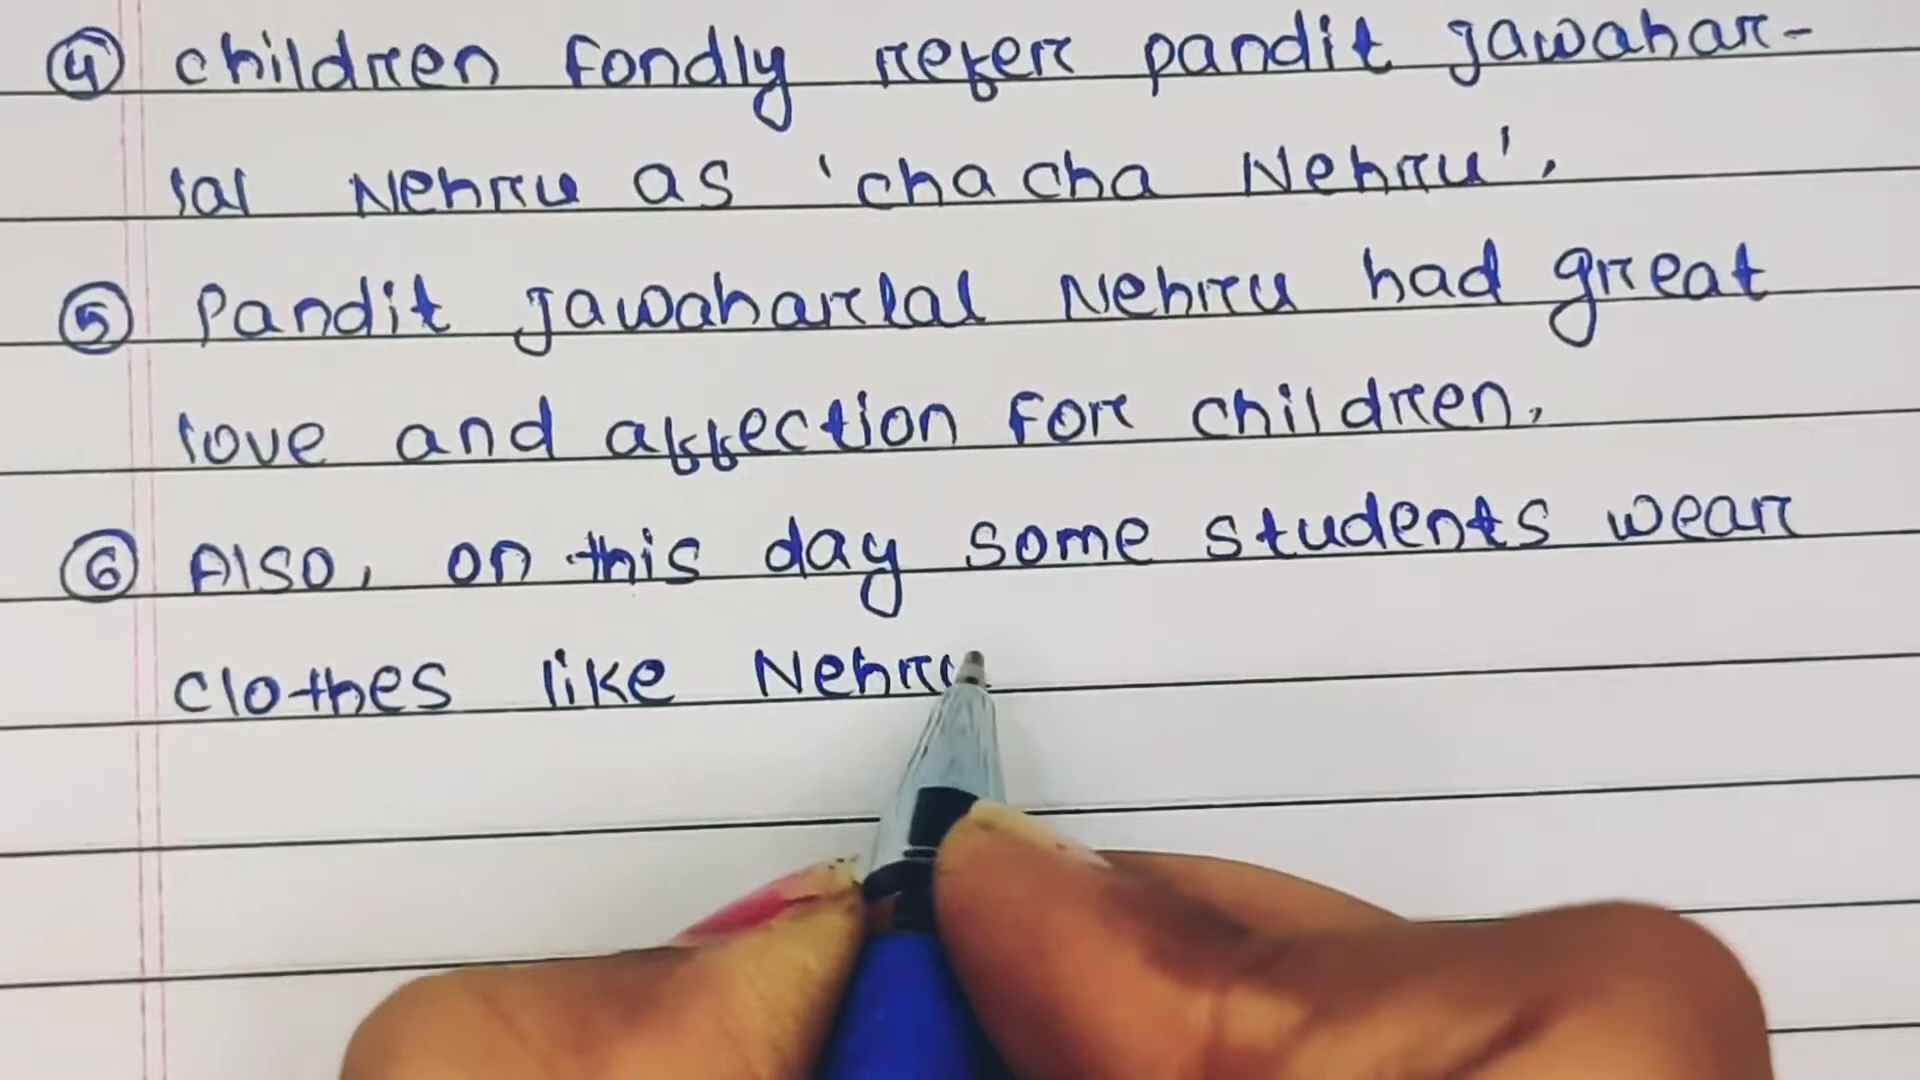 ④ Children fondly refer pandit Jawahar-
lal Nehru as 'chacha Nehru'.
⑤ Pandit Jawaharlal Nehru had great
love and affection for children.
⑥ Also, on this day some students wear
clothes like Nehru